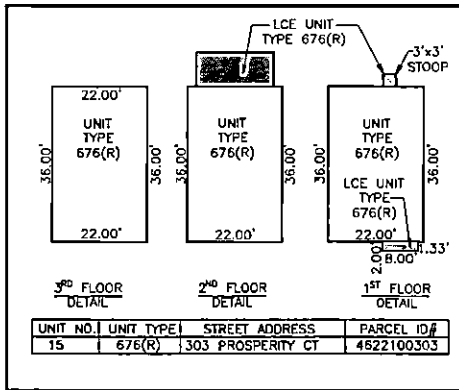 LCE UNIT
TYPE 676(R)
3'x3'
STOOP
22.00'
UNIT
TYPE
676(R)
36.00'
36.00'
22.00'
UNIT
TYPE
676(R)
36.00'
36.00'
22.00'
UNIT
TYPE
676(R)
36.00'
36.00'
LCE UNIT
TYPE
676(R)
22.00'
2.00'
8.00'
1.33'
3RD FLOOR
DETAIL
2ND FLOOR
DETAIL
1ST FLOOR
DETAIL
UNIT NO. UNIT TYPE STREET ADDRESS PARCEL ID#
15 676(R) 303 PROSPERITY CT 4622100303